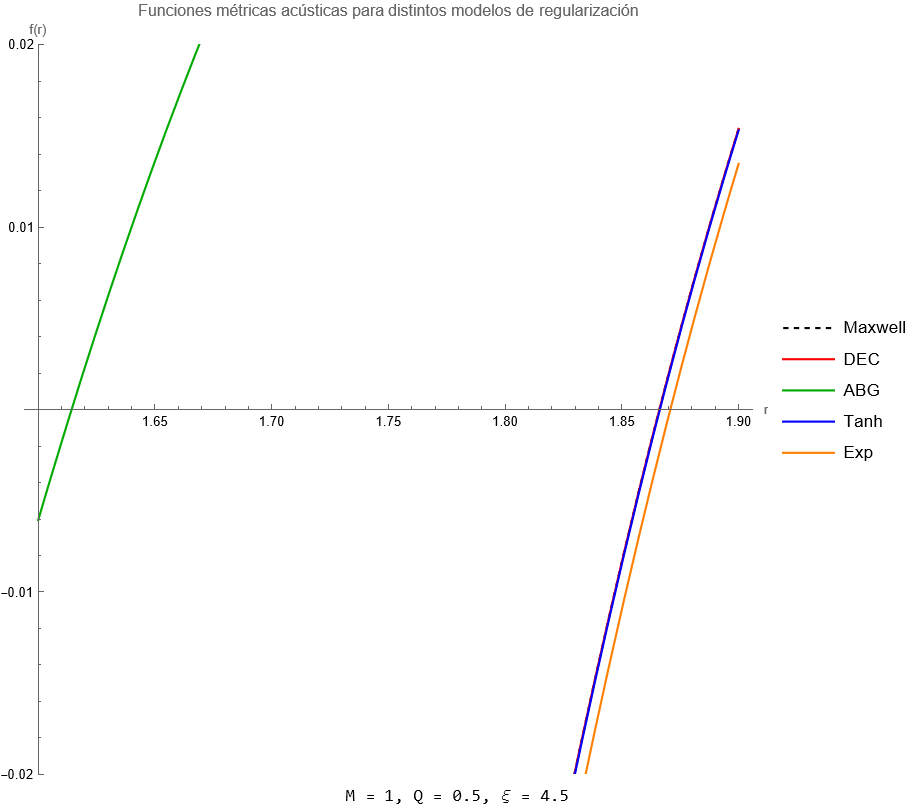 Funciones métricas acústicas para distintos modelos de regularización
f(r)
0.02
0.01
-0.01
-0.02
1.65 1.70 1.75 1.80 1.85 1.90 r
Maxwell
DEC
ABG
Tanh
Exp
M = 1, Q = 0.5, ξ = 4.5